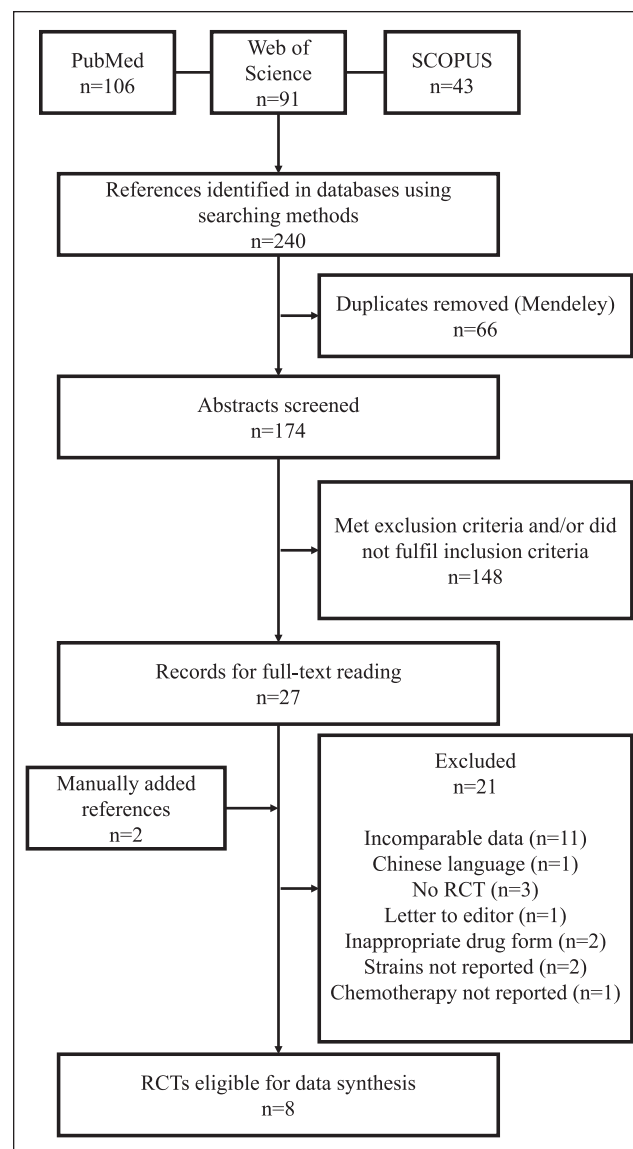 PubMed
n=106
Web of
Science
n=91
SCOPUS
n=43
References identified in databases using
searching methods
n=240
Duplicates removed (Mendeley)
n=66
Abstracts screened
n=174
Met exclusion criteria and/or did
not fulfil inclusion criteria
n=148
Records for full-text reading
n=27
Manually added
references
n=2
Excluded
n=21
Incomparable data (n=11)
Chinese language (n=1)
No RCT (n=3)
Letter to editor (n=1)
Inappropriate drug form (n=2)
Strains not reported (n=2)
Chemotherapy not reported (n=1)
RCTs eligible for data synthesis
n=8